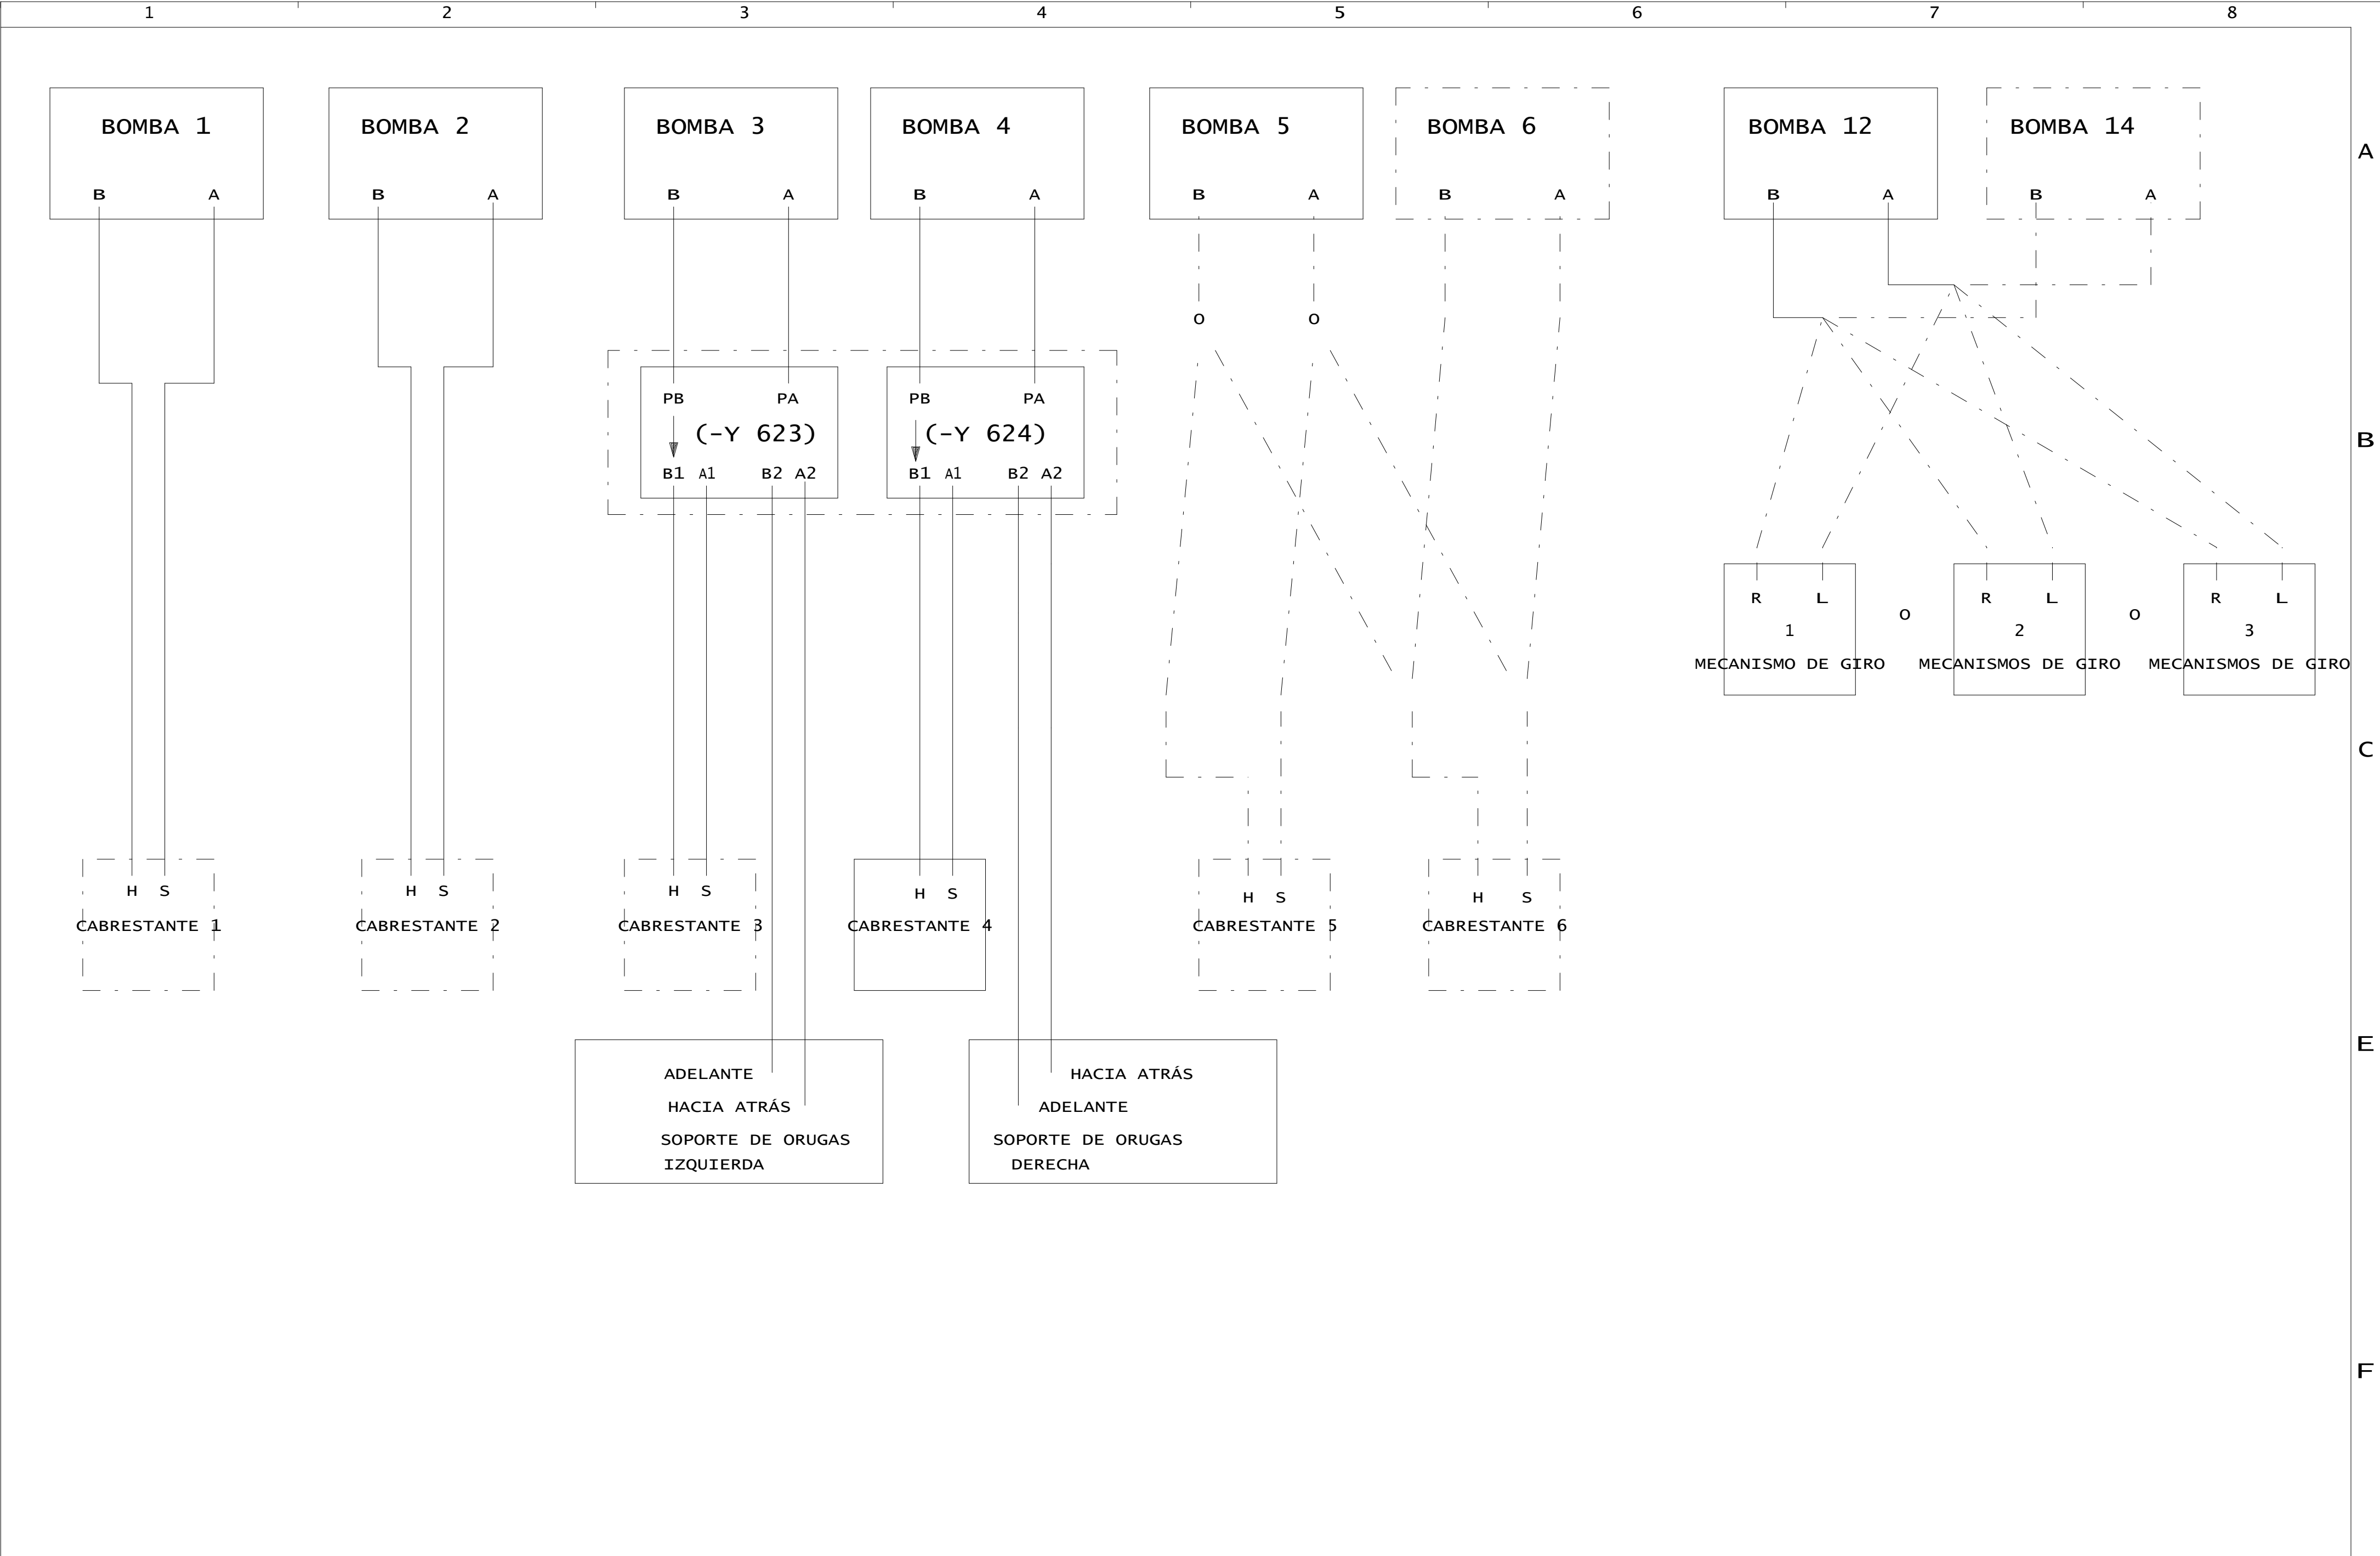 1 2 3 4 5 6 7 8
BOMBA 1 BOMBA 2 BOMBA 3 BOMBA 4 BOMBA 5 BOMBA 6 BOMBA 12 BOMBA 14
A
B A B A B A B A B A B A B A B A
O O
PB PA PB PA
(-Y 623) (-Y 624)
B
B1 A1 B2 A2 B1 A1 B2 A2
R L R L R L
O O
1 2 3
MECANISMO DE GIRO MECANISMOS DE GIRO MECANISMOS DE GIRO
C
H S H S H S H S H S H S
CABRESTANTE 1 CABRESTANTE 2 CABRESTANTE 3 CABRESTANTE 4 CABRESTANTE 5 CABRESTANTE 6
E
ADELANTE HACIA ATRÁS
HACIA ATRÁS ADELANTE
SOPORTE DE ORUGAS SOPORTE DE ORUGAS
IZQUIERDA DERECHA
F